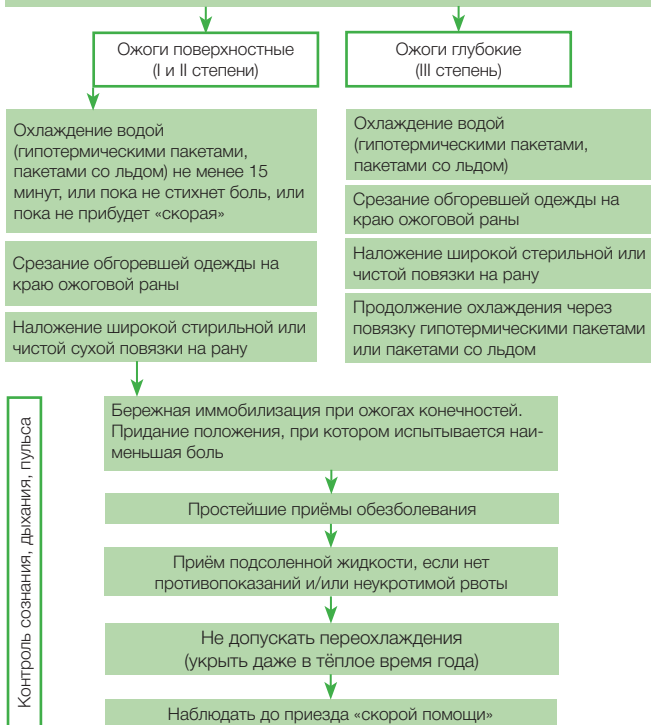 Ожоги поверхностные
(I и II степени)
Ожоги глубокие
(III степень)
Охлаждение водой
(гипотермическими пакетами,
пакетами со льдом) не менее 15
минут, или пока не стихнет боль, или
пока не прибудет «скорая»
Срезание обгоревшей одежды на
краю ожоговой раны
Наложение широкой стирильной или
чистой сухой повязки на рану
Охлаждение водой
(гипотермическими пакетами,
пакетами со льдом)
Срезание обгоревшей одежды на
краю ожоговой раны
Наложение широкой стерильной или
чистой повязки на рану
Продолжение охлаждения через
повязку гипотермическими пакетами
или пакетами со льдом
Контроль сознания, дыхания, пульса
Бережная иммобилизация при ожогах конечностей.
Придание положения, при котором испытывается наи-
меньшая боль
Простейшие приёмы обезболевания
Приём подсоленной жидкости, если нет
противопоказаний и/или неукротимой рвоты
Не допускать переохлаждения
(укрыть даже в тёплое время года)
Наблюдать до приезда «скорой помощи»